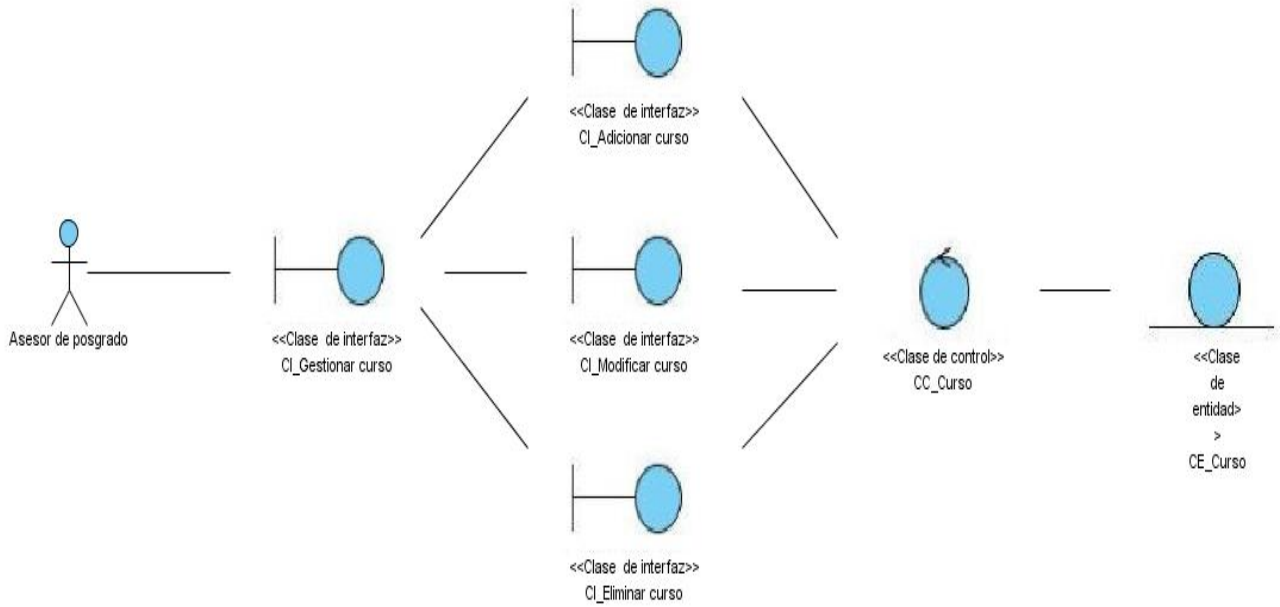 <<Clase de interfaz>>
CI_Adicionar curso
Asesor de posgrado
<<Clase de interfaz>>
CI_Gestionar curso
<<Clase de interfaz>>
CI_Modificar curso
<<Clase de control>>
CC_Curso
<<Clase
de
entidad>
>
CE_Curso
<<Clase de interfaz>>
CI_Eliminar curso